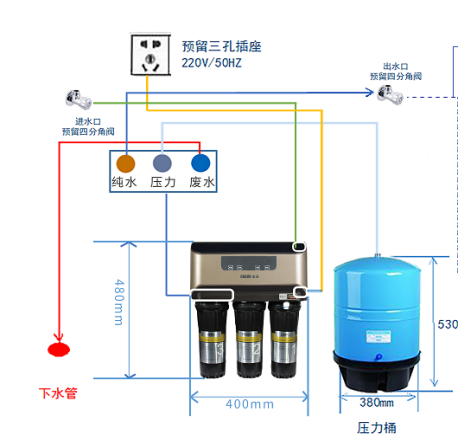 预留三孔插座
220V/50HZ
出水口
预留四分角阀
进水口
预留四分角阀
纯水
压力
废水
480mm
530
下水管
400mm
380mm
压力桶